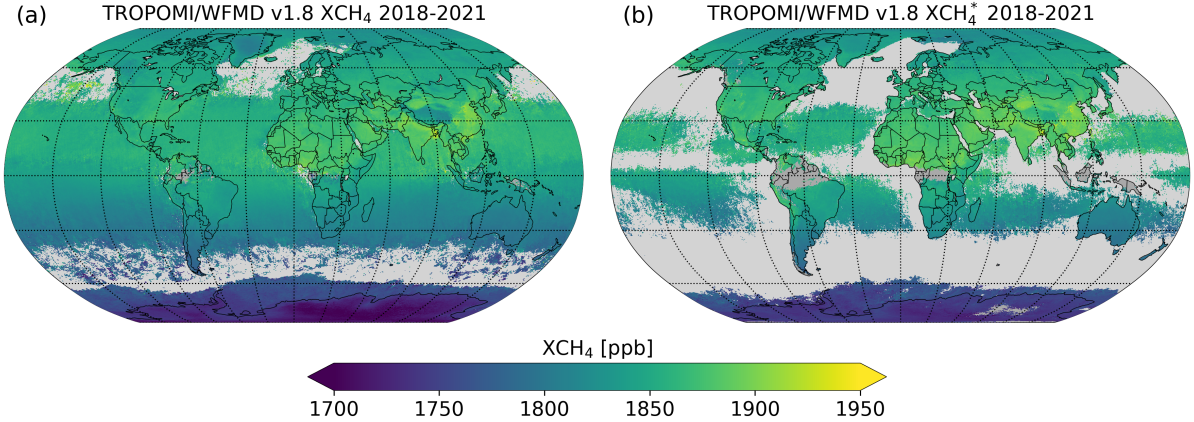 (a) TROPOMI/WFMD v1.8 XCH₄ 2018-2021
(b) TROPOMI/WFMD v1.8 XCH₄* 2018-2021
XCH₄ [ppb]
1700 1750 1800 1850 1900 1950